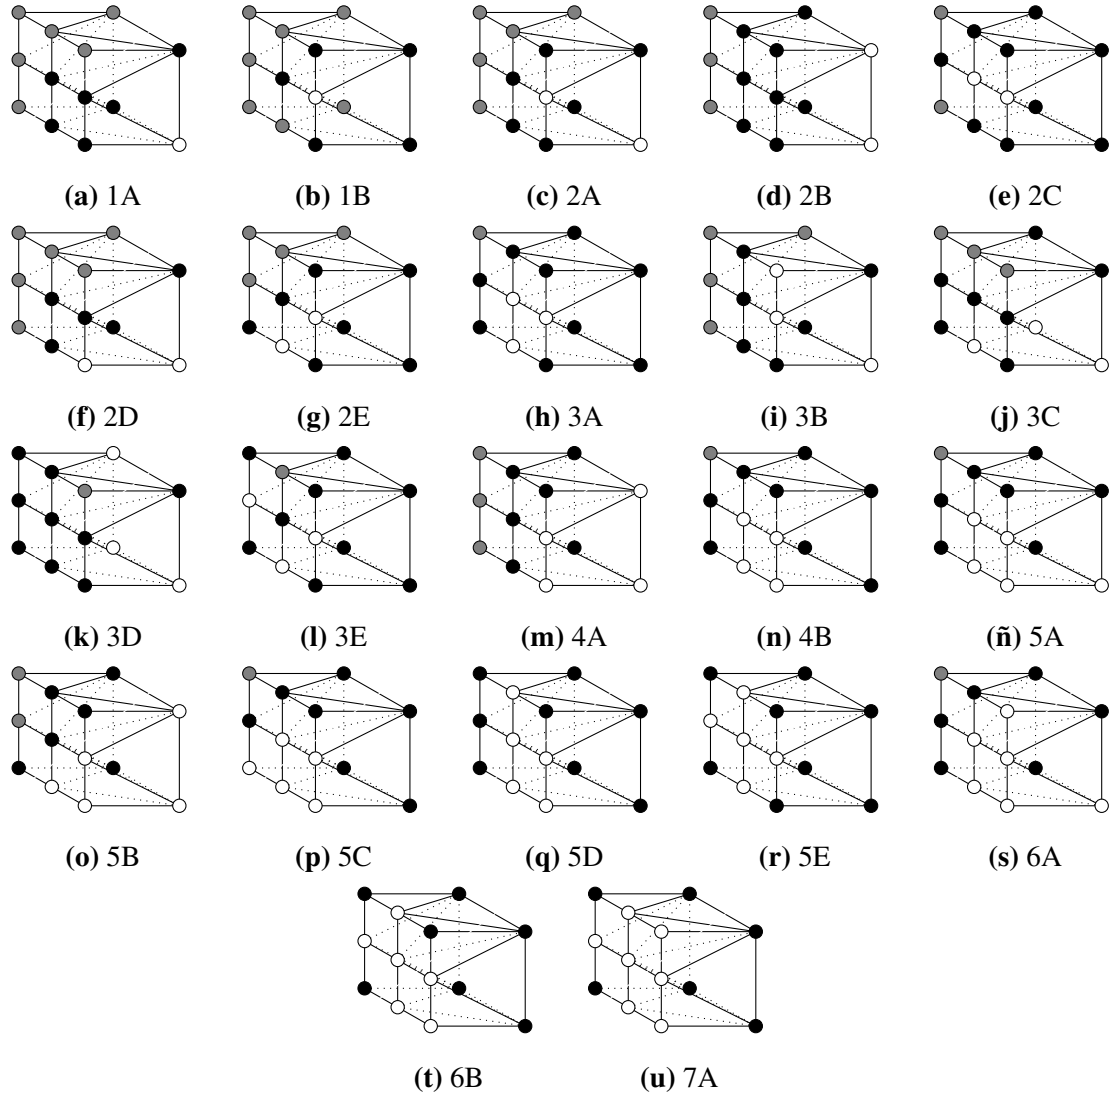 (a) 1A (b) 1B (c) 2A (d) 2B (e) 2C
(f) 2D (g) 2E (h) 3A (i) 3B (j) 3C
(k) 3D (l) 3E (m) 4A (n) 4B (ñ) 5A
(o) 5B (p) 5C (q) 5D (r) 5E (s) 6A
(t) 6B (u) 7A